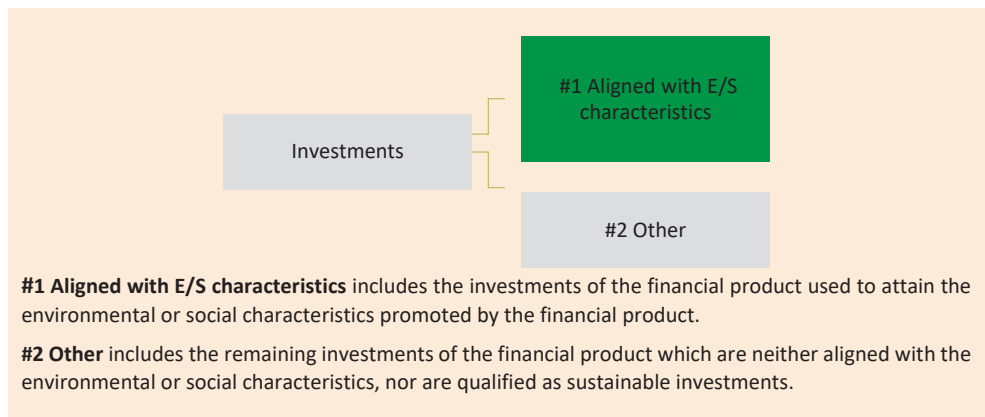 #1 Aligned with E/S
characteristics
Investments
#2 Other
#1 Aligned with E/S characteristics includes the investments of the financial product used to attain the
environmental or social characteristics promoted by the financial product.
#2 Other includes the remaining investments of the financial product which are neither aligned with the
environmental or social characteristics, nor are qualified as sustainable investments.